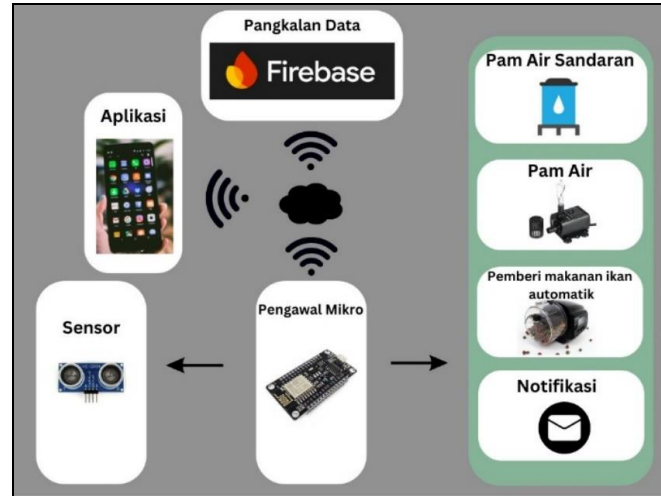 Pangkalan Data
Firebase
Aplikasi
Sensor
Pengawal Mikro
Pam Air Sandaran
Pam Air
Pemberi makanan ikan
automatik
Notifikasi